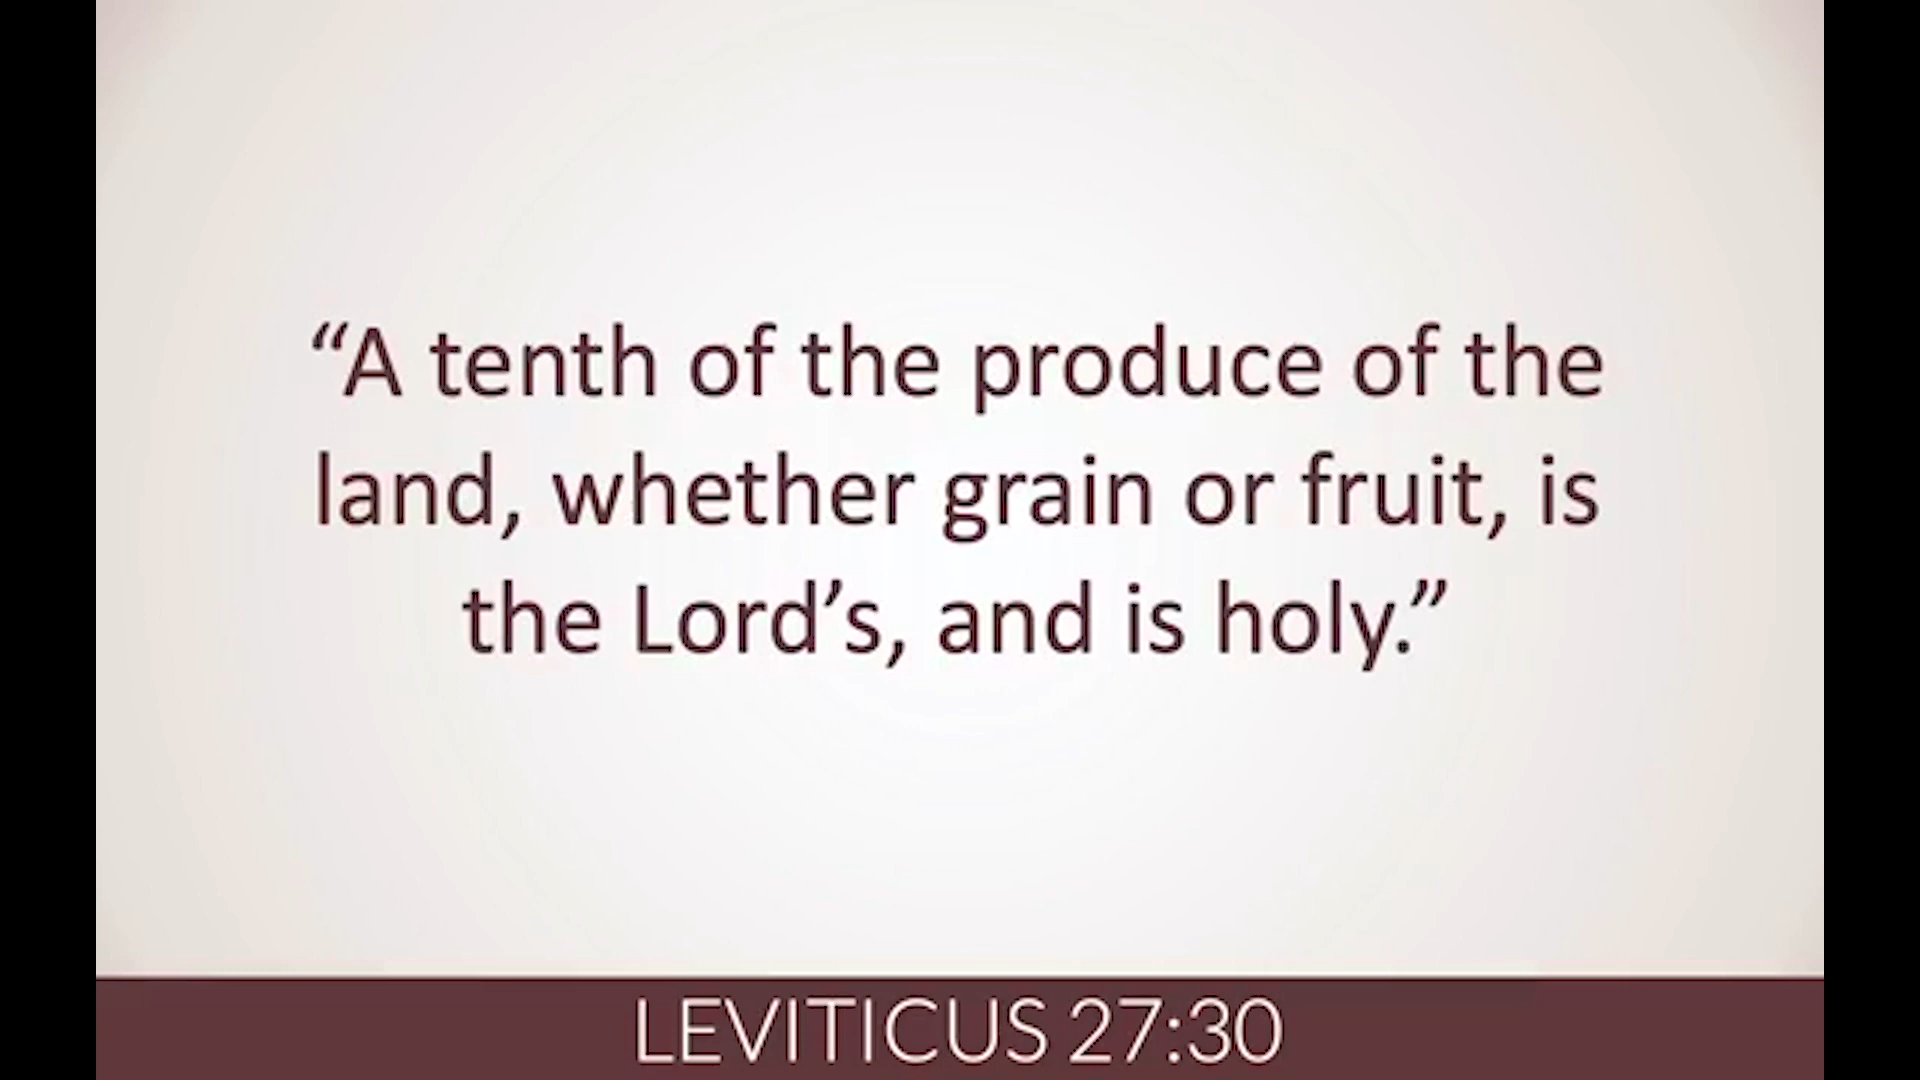 “A tenth of the produce of the
land, whether grain or fruit, is
the Lord’s, and is holy.”
LEVITICUS 27:30